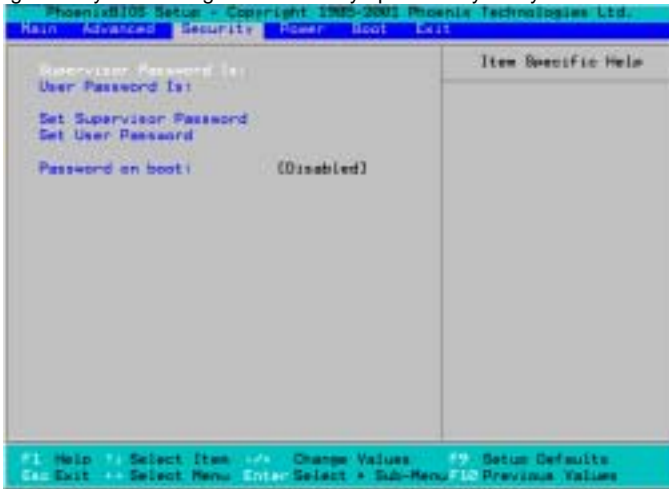 PhoenixBIOS Setup - Copyright 1985-2001 Phoenix Technologies Ltd.
Main Advanced Security Power Boot Exit
Item Specific Help
Supervisor Password Is:
User Password Is:
Set Supervisor Password
Set User Password
Password on boot: [Disabled]
F1 Help ↑↓ Select Item -/+ Change Values F9 Setup Defaults
Esc Exit ↔ Select Menu Enter Select Sub-Menu F10 Previous Values